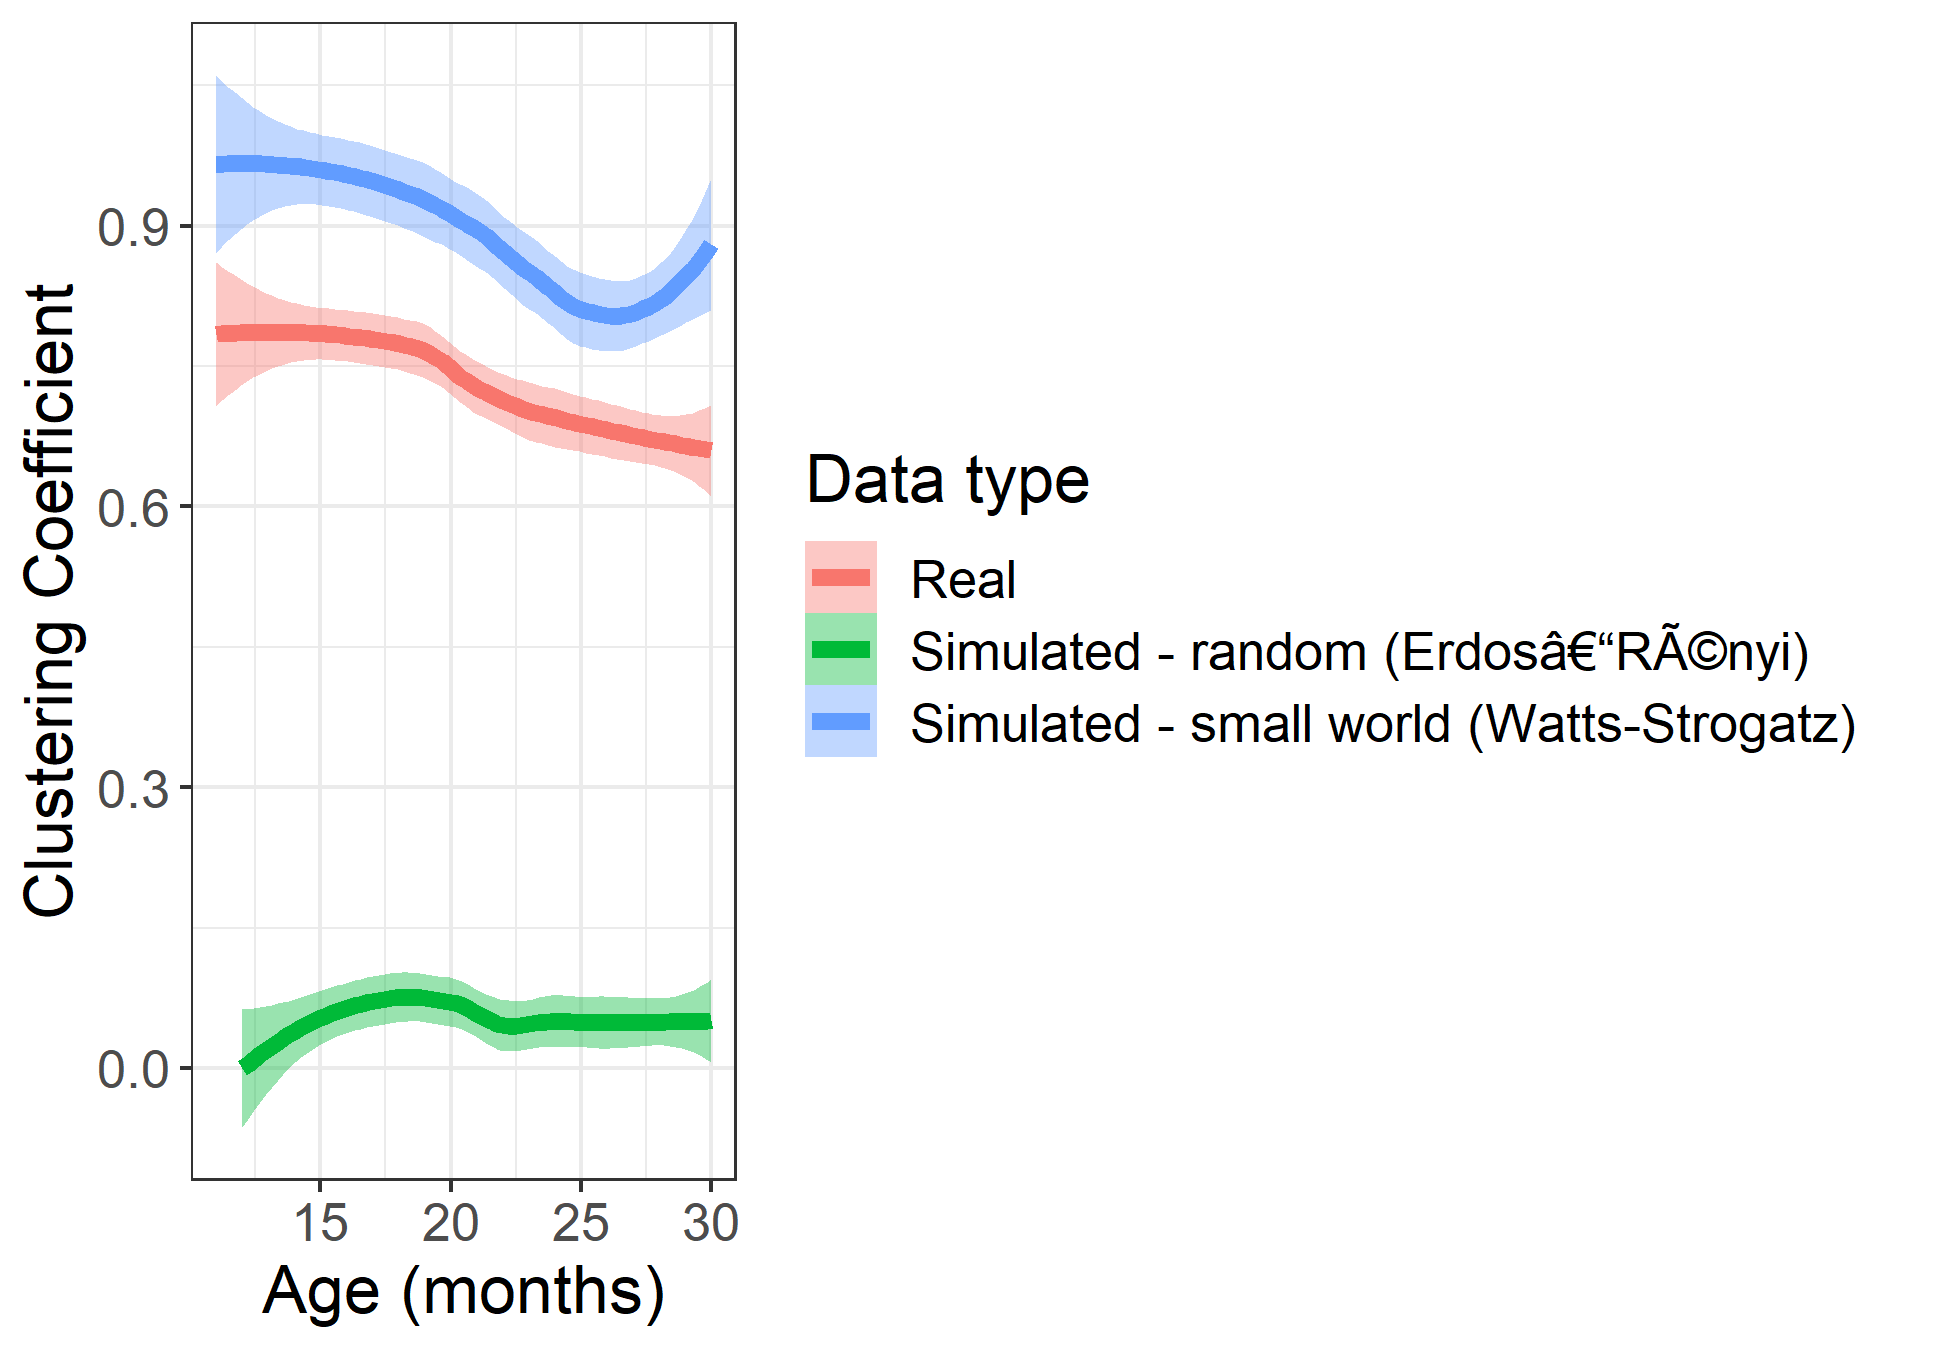 Clustering Coefficient
0.9
0.6
0.3
0.0
15 20 25 30
Age (months)
Data type
Real
Simulated - random (Erdosâ€“RÃ©nyi)
Simulated - small world (Watts-Strogatz)